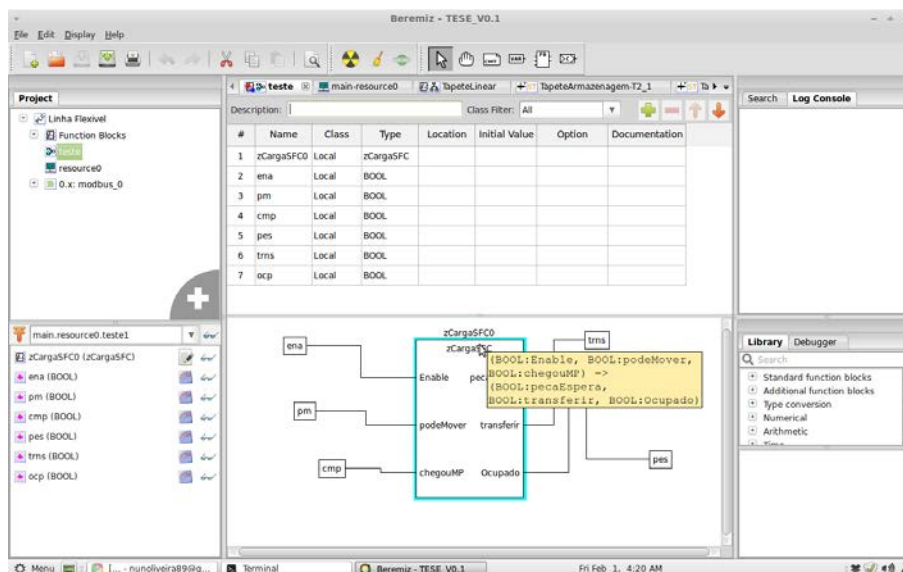 Beremiz - TESE_V0.1
File Edit Display Help
Project
Linha Flexivel
Function Blocks
teste
resource0
0.x: modbus_0
teste main-resource0 TapeteLinear TapeteArmazenagem-T2_1 Ta
Description: Class Filter: All
# Name Class Type Location Initial Value Option Documentation
1 zCargaSFC0 Local zCargaSFC
2 ena Local BOOL
3 pm Local BOOL
4 cmp Local BOOL
5 pes Local BOOL
6 trns Local BOOL
7 ocp Local BOOL
Search Log Console
main.resource0.teste1
zCargaSFC0 (zCargaSFC)
ena (BOOL)
pm (BOOL)
cmp (BOOL)
pes (BOOL)
trns (BOOL)
ocp (BOOL)
zCargaSFC0
ena
trns
Enable
(BOOL:Enable, BOOL:podeMover,
BOOL:chegouMP) ->
(BOOL:pecaEspera,
BOOL:transferir, BOOL:Ocupado)
pm
podeMover transferir
cmp
chegouMP Ocupado
pes
Library Debugger
Search
Standard function blocks
Additional function blocks
Type conversion
Numerical
Arithmetic
Time
Menu [... - nunoliveira89@g... Terminal Beremiz - TESE_V0.1 Fri Feb 1, 4:20 AM